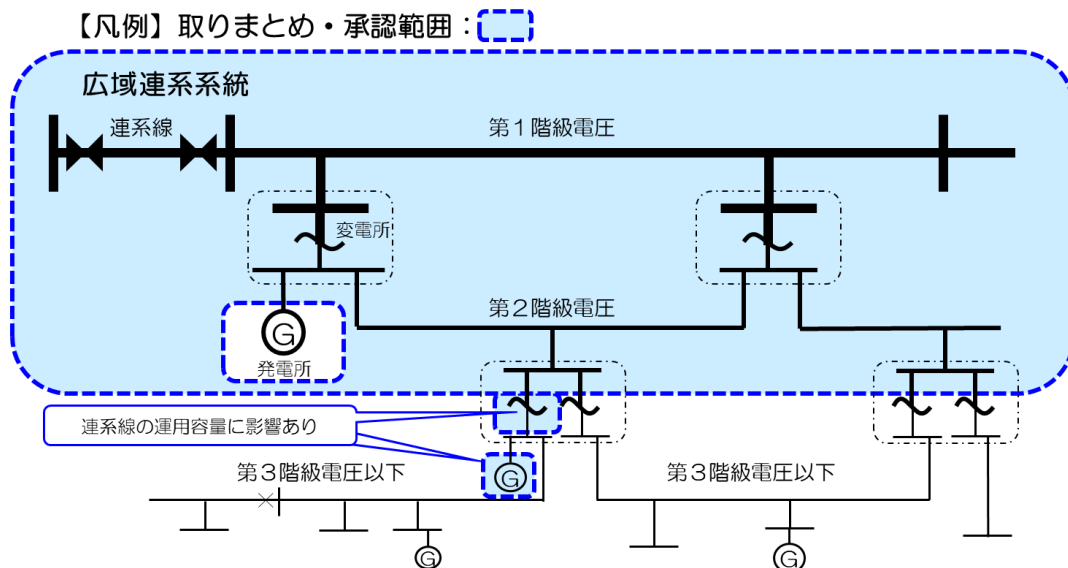 【凡例】取りまとめ・承認範囲：
広域連系系統
連系線
第１階級電圧
変電所
第２階級電圧
G
発電所
連系線の運用容量に影響あり
G
第３階級電圧以下
第３階級電圧以下
G
G